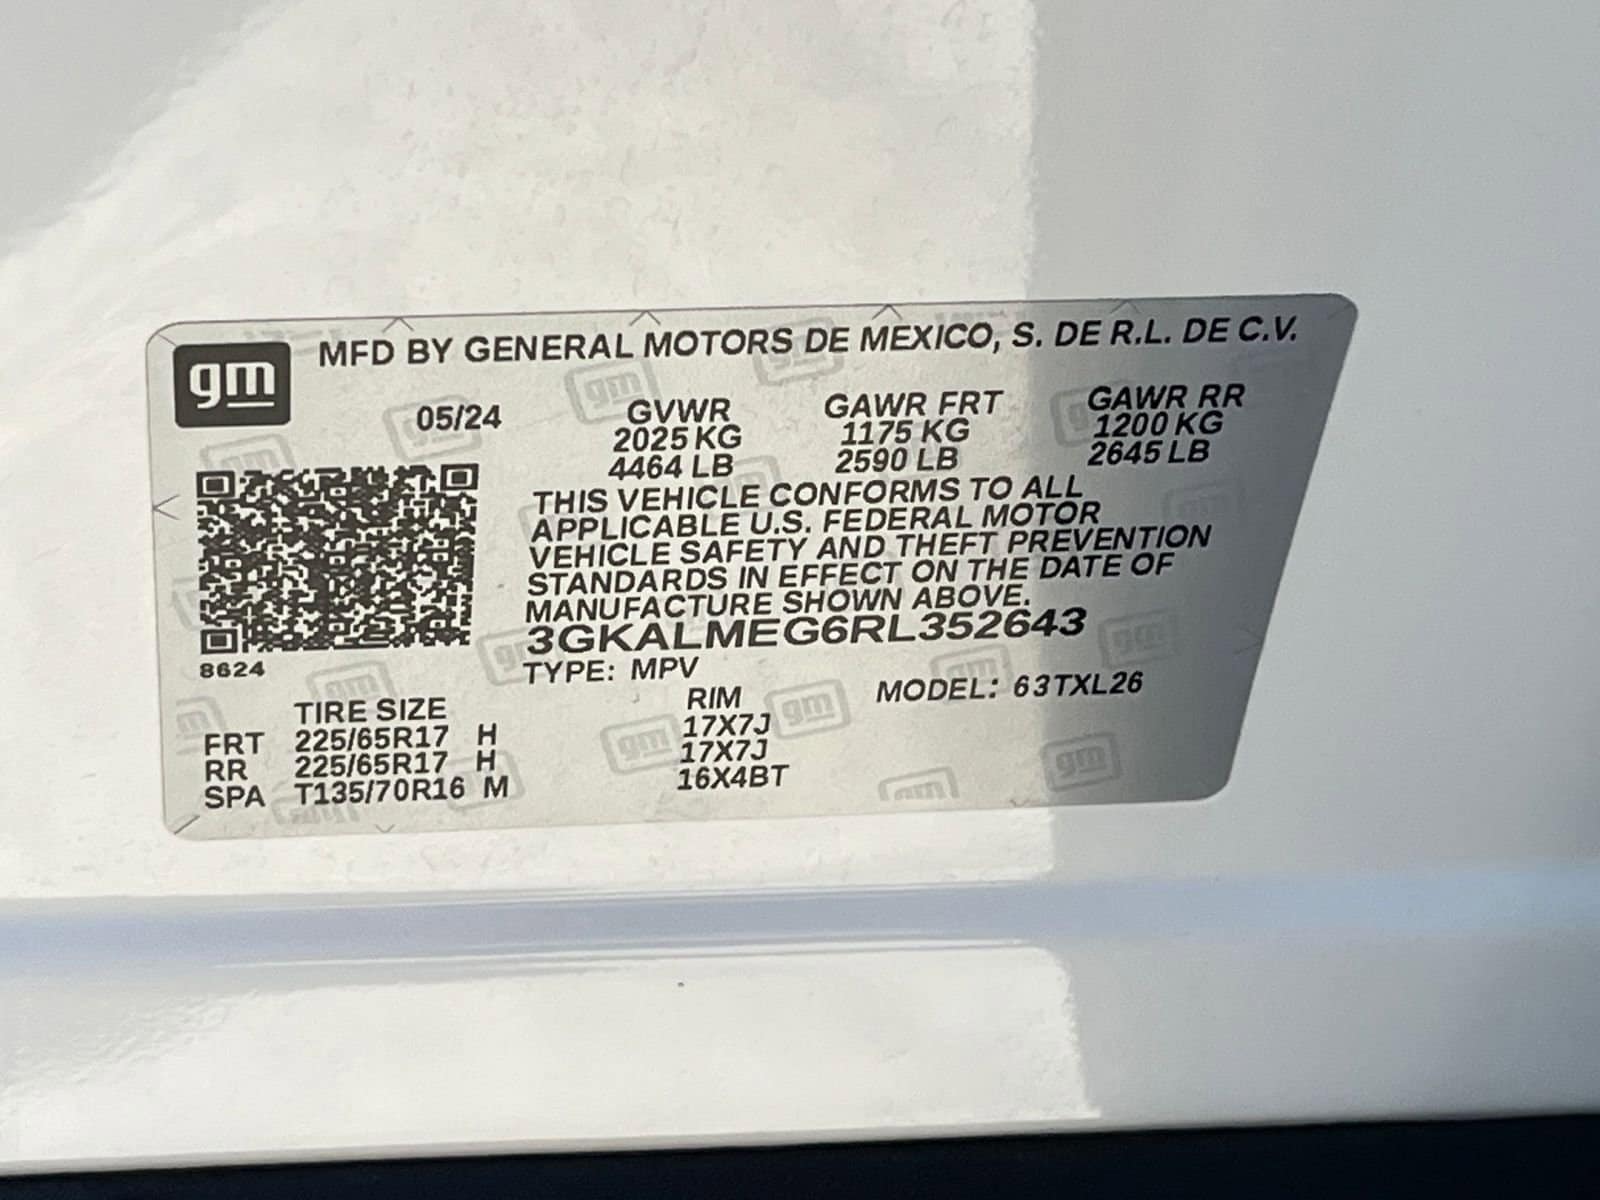 gm
MFD BY GENERAL MOTORS DE MEXICO, S. DE R.L. DE C.V.
05/24 GVWR GAWR FRT GAWR RR
2025 KG 1175 KG 1200 KG
4464 LB 2590 LB 2645 LB
THIS VEHICLE CONFORMS TO ALL
APPLICABLE U.S. FEDERAL MOTOR
VEHICLE SAFETY AND THEFT PREVENTION
STANDARDS IN EFFECT ON THE DATE OF
MANUFACTURE SHOWN ABOVE.
3GKALMEG6RL352643
8624
TYPE: MPV MODEL: 63TXL26
TIRE SIZE RIM
FRT 225/65R17 H 17X7J
RR 225/65R17 H 17X7J
SPA T135/70R16 M 16X4BT